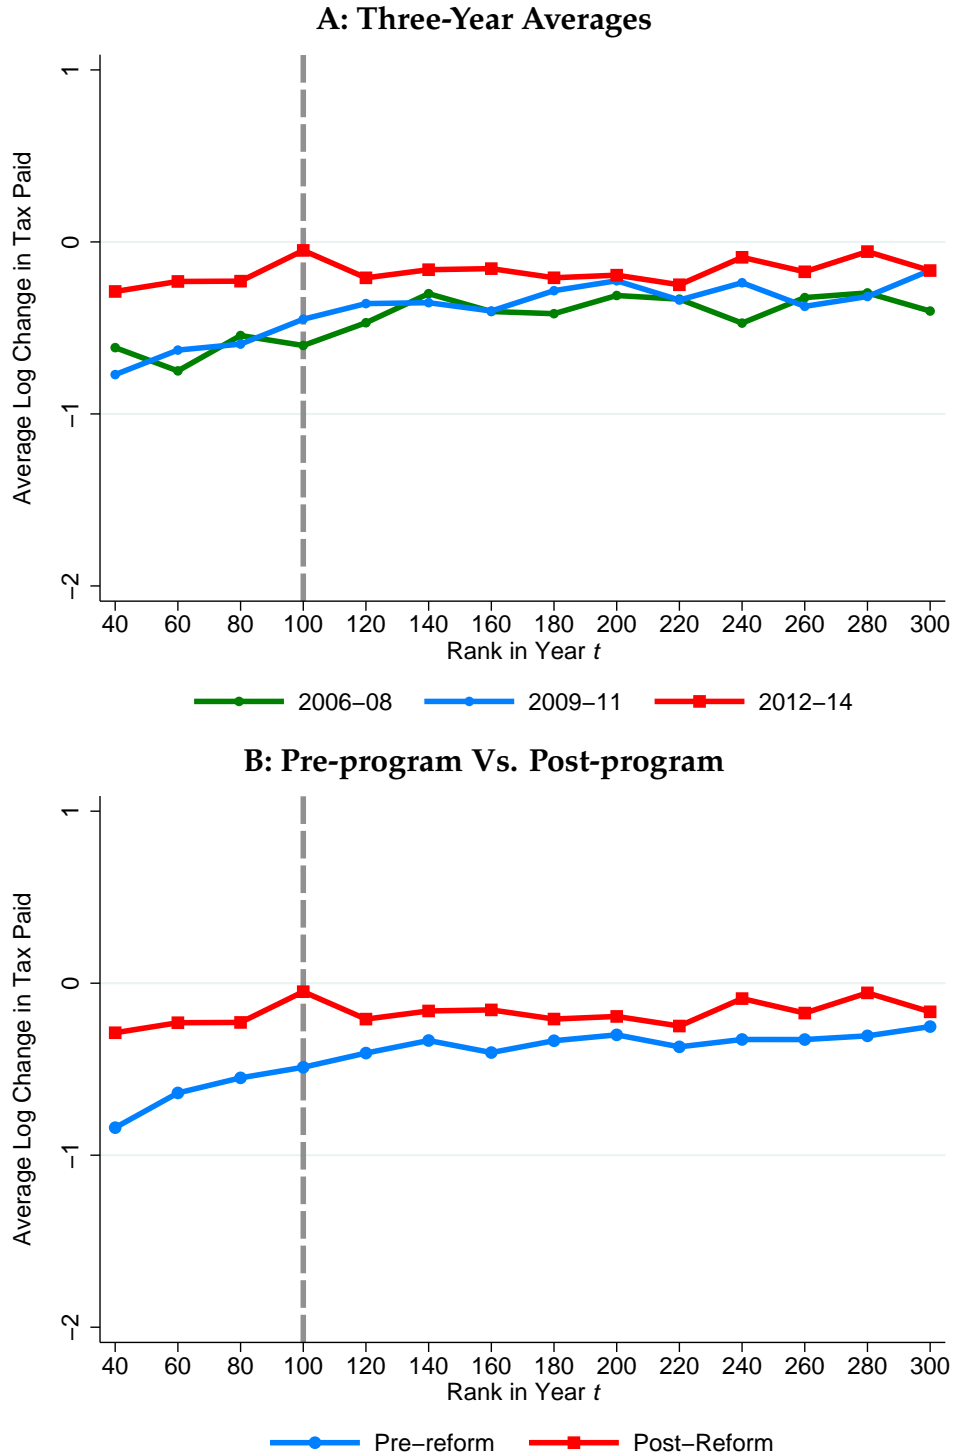 A: Three-Year Averages
Average Log Change in Tax Paid
1
0
−1
−2
40 60 80 100 120 140 160 180 200 220 240 260 280 300
Rank in Year t
2006−08 2009−11 2012−14
B: Pre-program Vs. Post-program
Average Log Change in Tax Paid
1
0
−1
−2
40 60 80 100 120 140 160 180 200 220 240 260 280 300
Rank in Year t
Pre−reform Post−Reform